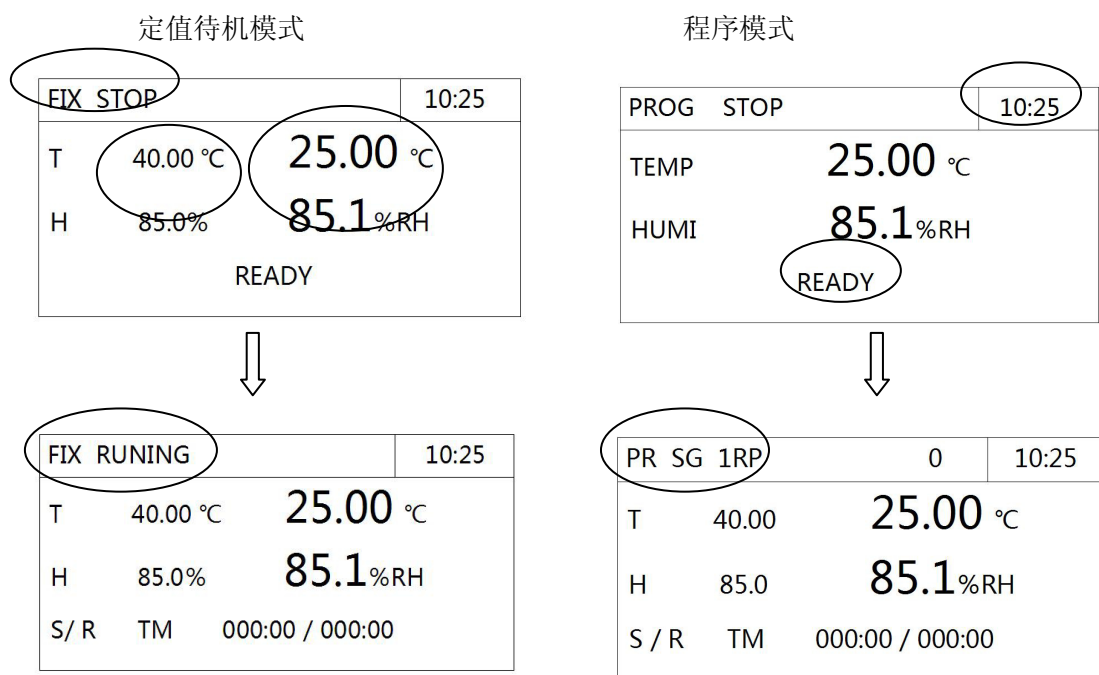 定值待机模式
程序模式
FIX STOP 10:25
T 40.00 ℃ 25.00 ℃
H 85.0% 85.1%RH
READY
PROG STOP 10:25
TEMP 25.00 ℃
HUMI 85.1%RH
READY
FIX RUNING 10:25
T 40.00 ℃ 25.00 ℃
H 85.0% 85.1%RH
S/ R TM 000:00 / 000:00
PR SG 1RP 0 10:25
T 40.00 25.00 ℃
H 85.0 85.1%RH
S / R TM 000:00 / 000:00